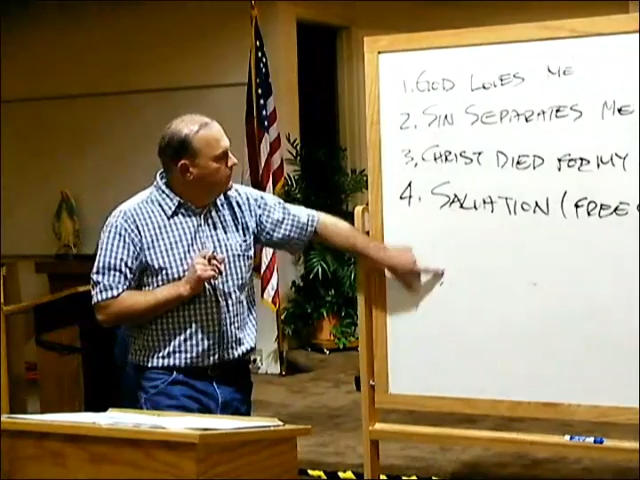 1. GOD LOVES ME
2. SIN SEPARATES ME
3, CHRIST DIED FOR MY
4. SALVATION (FREE